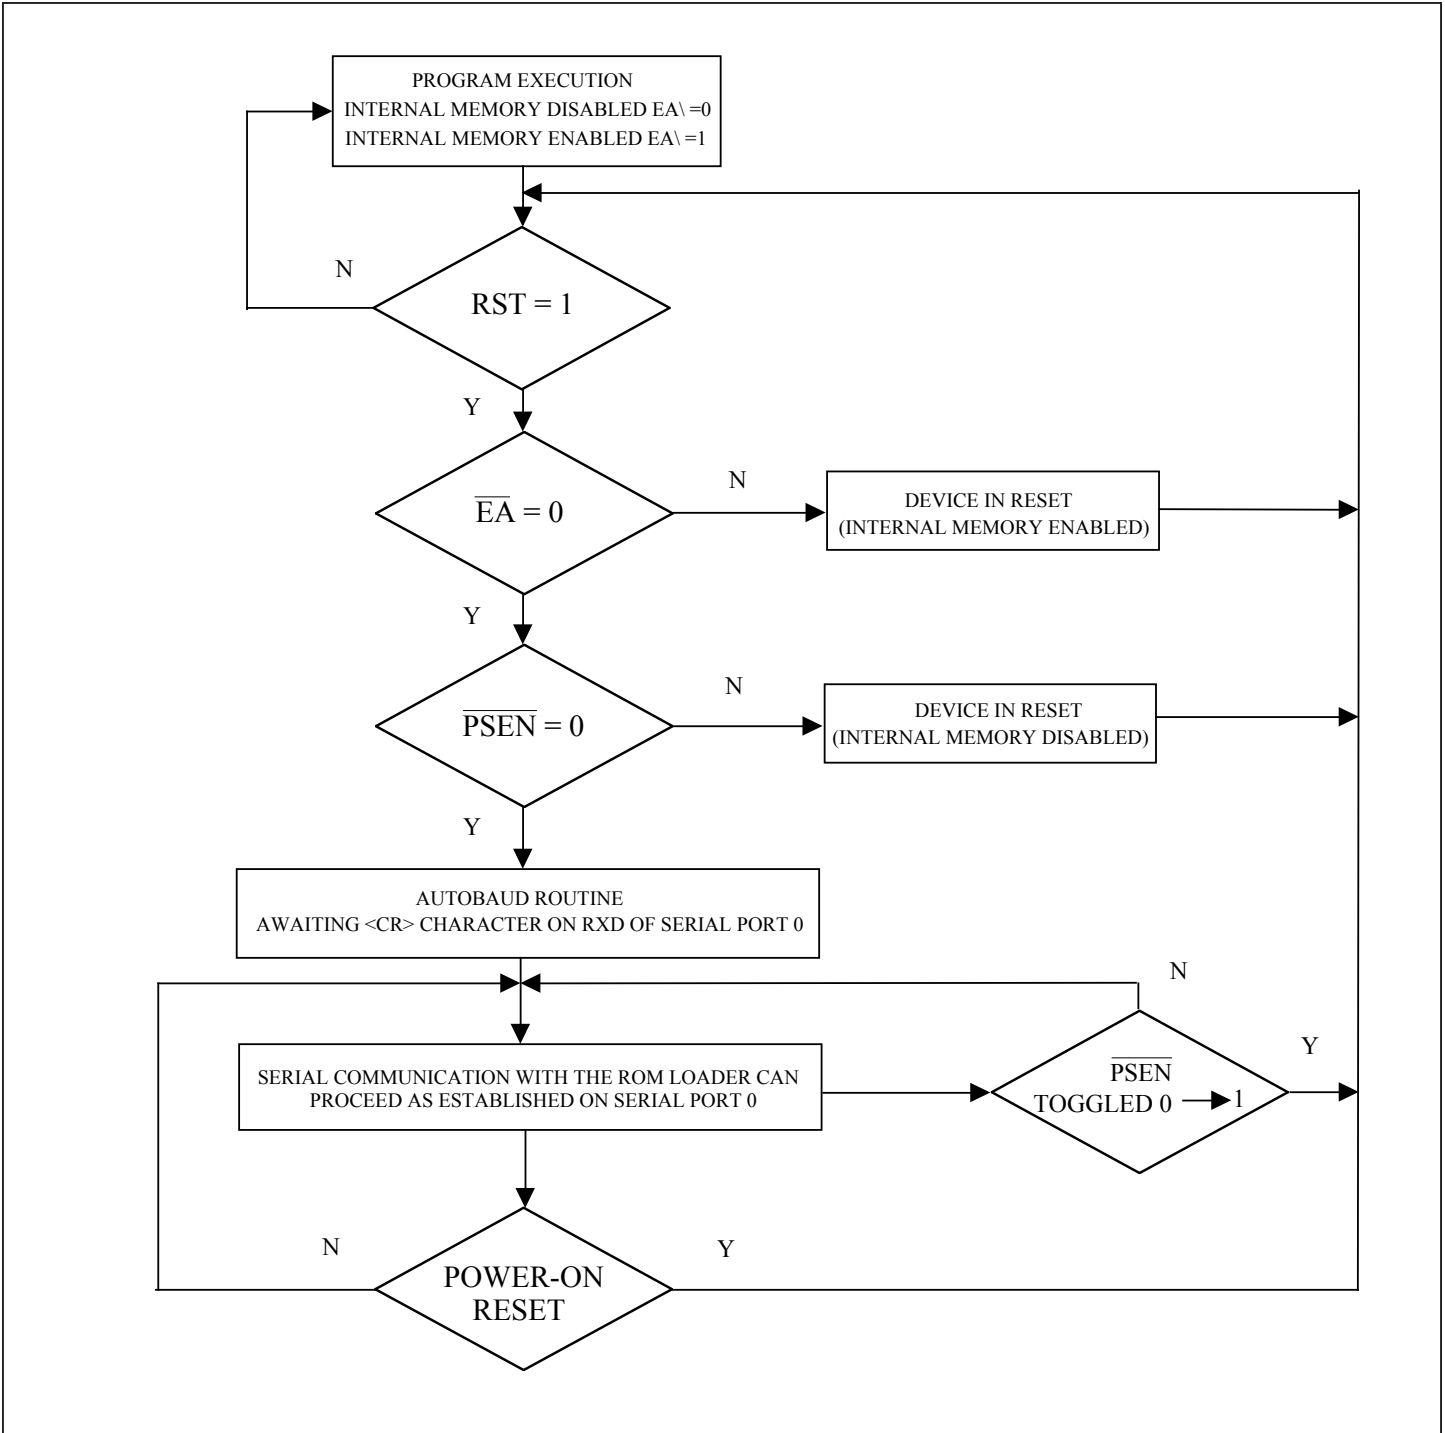 PROGRAM EXECUTION
INTERNAL MEMORY DISABLED EA\ =0
INTERNAL MEMORY ENABLED EA\ =1
N
RST = 1
Y
E̅A̅ = 0
N
DEVICE IN RESET
(INTERNAL MEMORY ENABLED)
Y
P̅S̅E̅N̅ = 0
N
DEVICE IN RESET
(INTERNAL MEMORY DISABLED)
Y
AUTOBAUD ROUTINE
AWAITING <CR> CHARACTER ON RXD OF SERIAL PORT 0
N
SERIAL COMMUNICATION WITH THE ROM LOADER CAN
PROCEED AS ESTABLISHED ON SERIAL PORT 0
P̅S̅E̅N̅
TOGGLED 0 → 1
Y
N
POWER-ON
RESET
Y